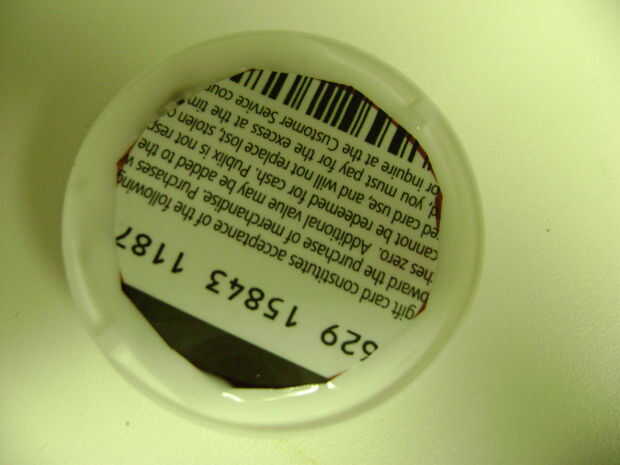 629 15843 1187
gift card constitutes acceptance of the following
oward the purchase of merchandise. Purchases w
hes zero. Additional value may be added to the
cannot be redeemed for cash. Publix is not resp
ed card use, and will not replace lost, stolen
d, you must pay for the excess at the tim
or inquire at the Customer Service cou